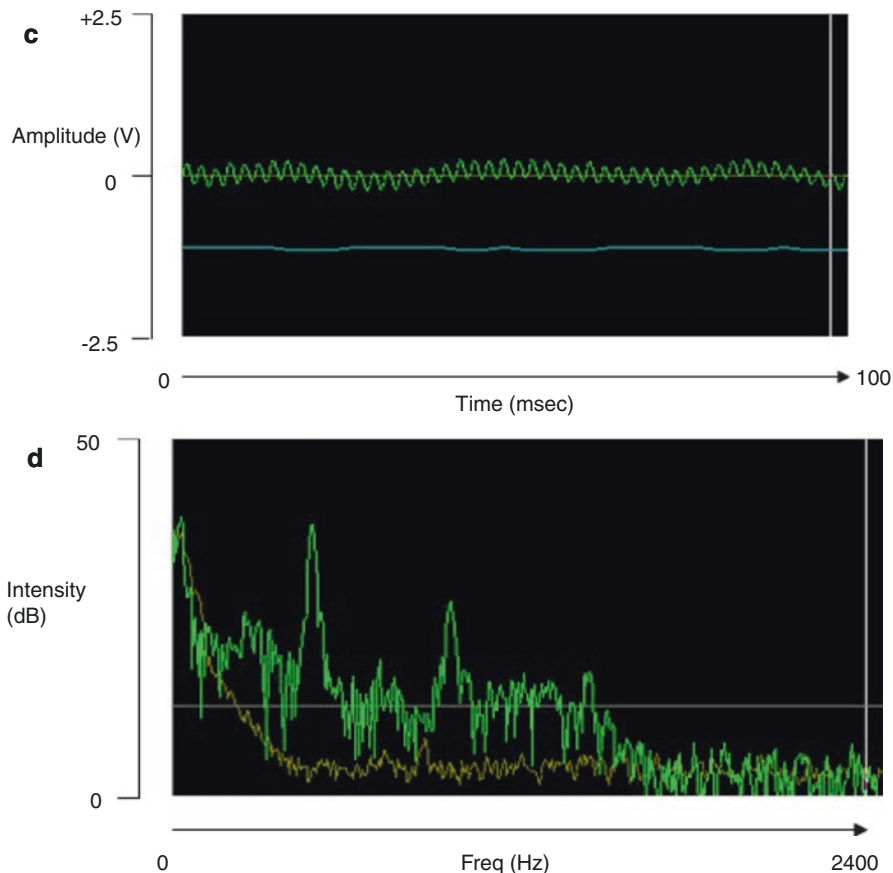 c
+2.5
Amplitude (V)
0
-2.5
0
100
Time (msec)
d
50
Intensity
(dB)
0
0
Freq (Hz)
2400